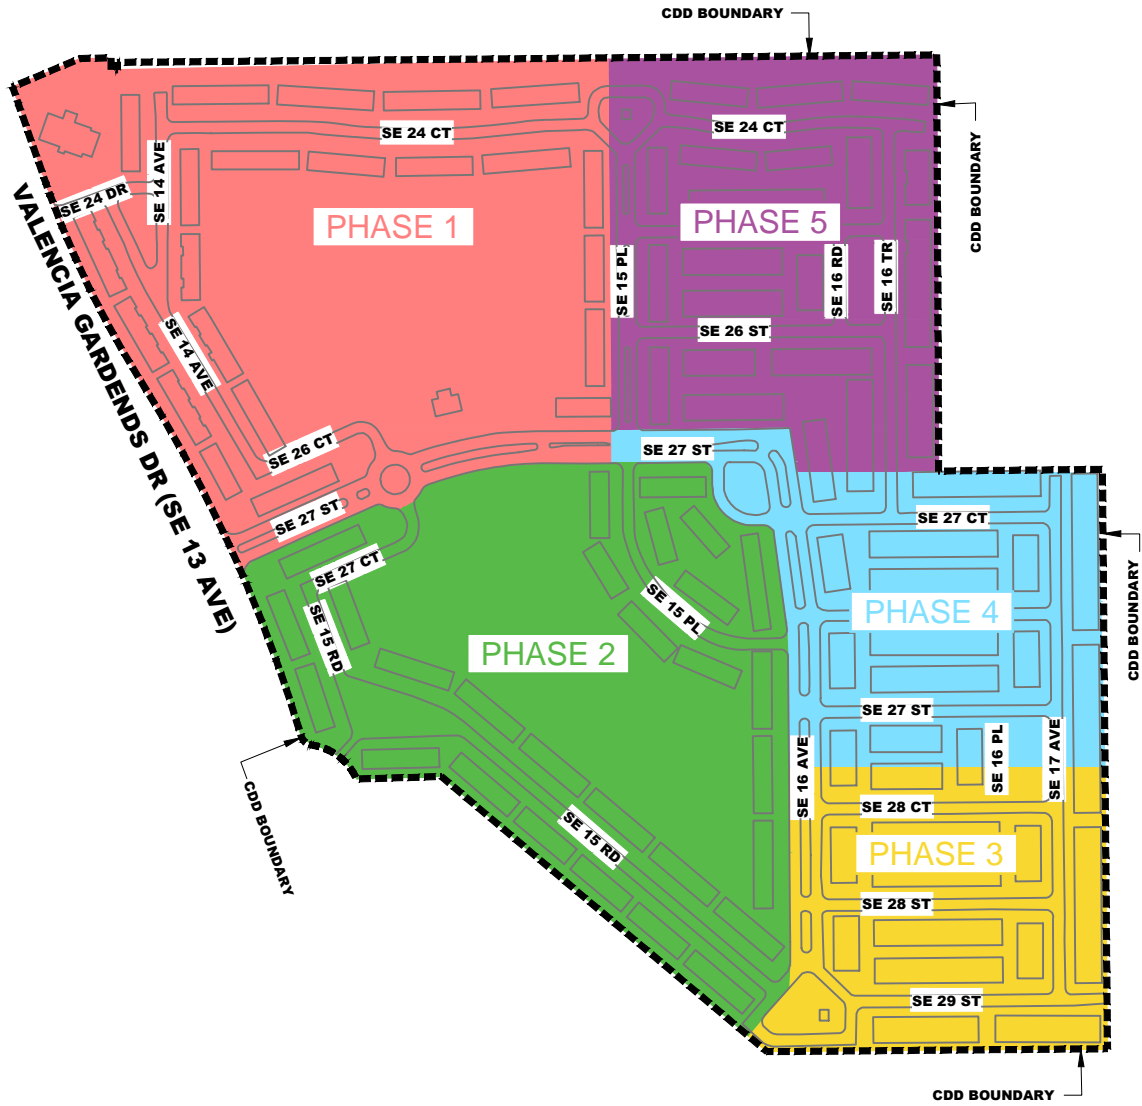 CDD BOUNDARY
CDD BOUNDARY
SE 24 CT
SE 24 CT
SE 14 AVE
SE 24 DR
VALENCIA GARDENDS DR (SE 13 AVE)
PHASE 1
PHASE 5
SE 15 PL
SE 16 RD
SE 16 TR
SE 26 ST
SE 14 AVE
SE 26 CT
SE 27 ST
SE 27 ST
SE 27 CT
SE 27 CT
CDD BOUNDARY
SE 15 RD
SE 15 PL
PHASE 4
PHASE 2
SE 27 ST
SE 16 AVE
SE 16 PL
SE 17 AVE
SE 28 CT
CDD BOUNDARY
SE 15 RD
PHASE 3
SE 28 ST
SE 29 ST
CDD BOUNDARY